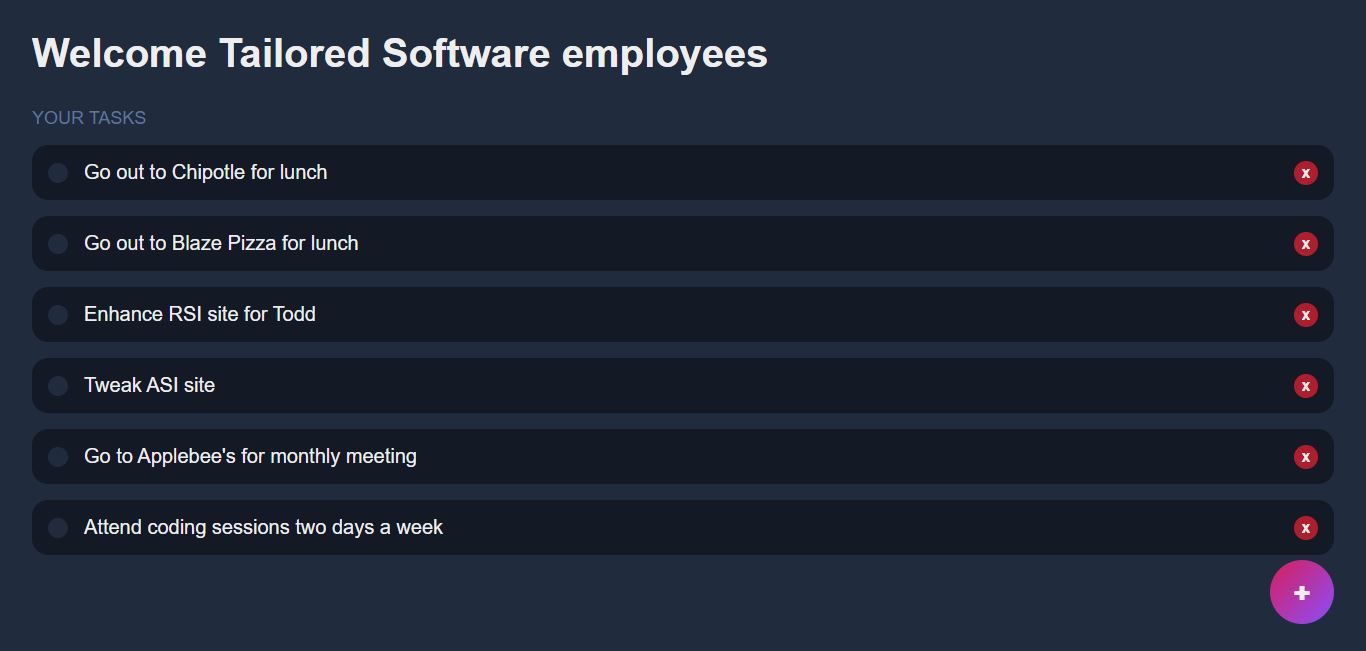 Welcome Tailored Software employees
YOUR TASKS
Go out to Chipotle for lunch
x
Go out to Blaze Pizza for lunch
x
Enhance RSI site for Todd
x
Tweak ASI site
x
Go to Applebee's for monthly meeting
x
Attend coding sessions two days a week
x
+